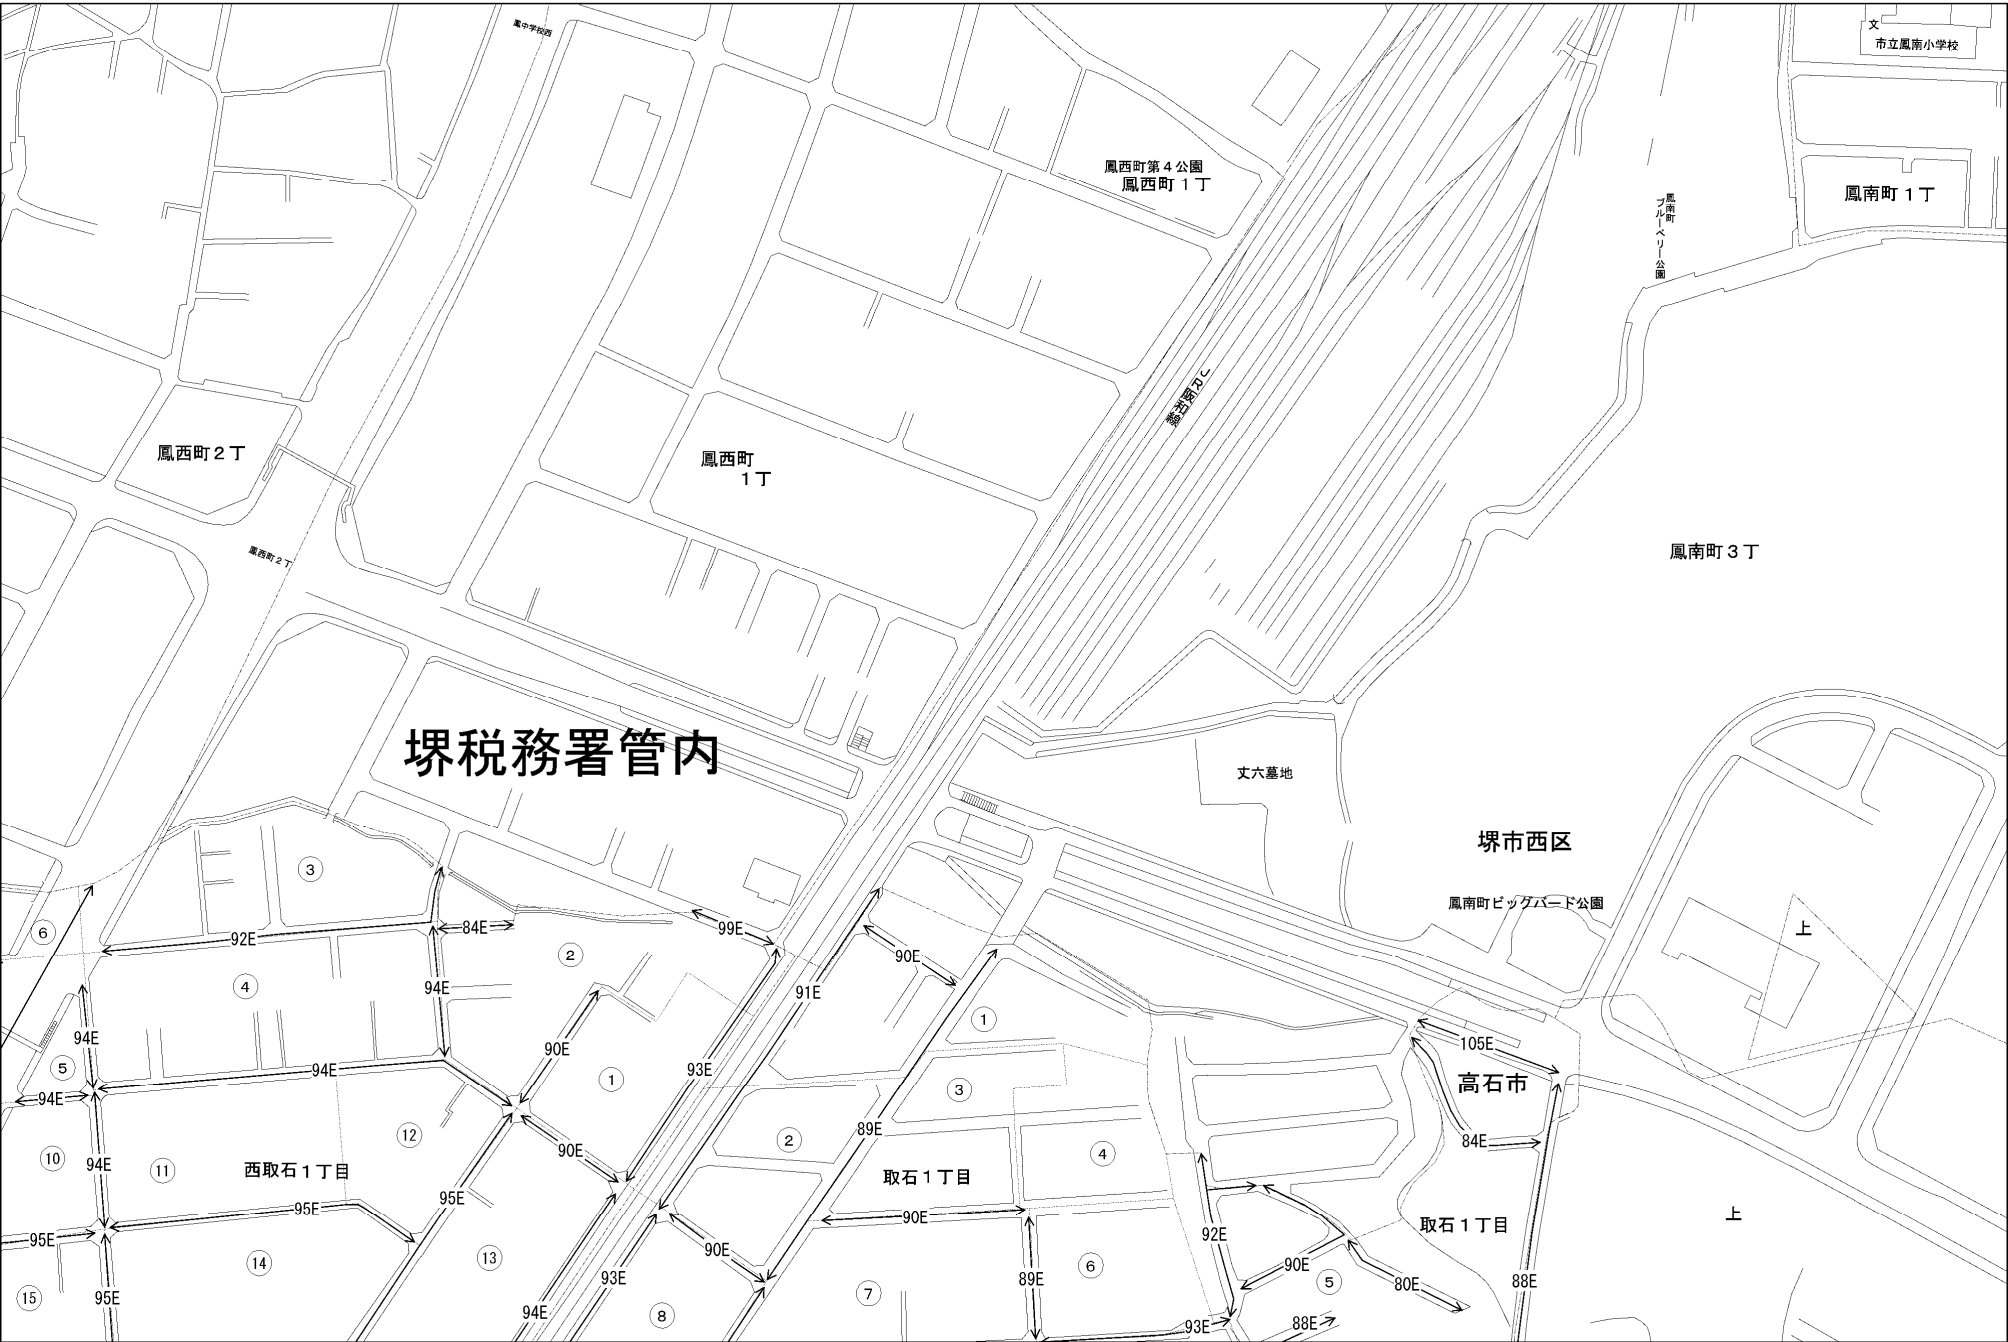 鳳中学校西
文
市立鳳南小学校
鳳西町第４公園
鳳西町１丁
鳳南町１丁
鳳南町
ブルーベリー公園
ＪＲ阪和線
鳳西町２丁
鳳西町
１丁
鳳西町２丁
鳳南町３丁
堺税務署管内
丈六墓地
堺市西区
鳳南町ビッグバード公園
上
③
⑥
92E
84E
99E
②
90E
④
94E
91E
①
94E
90E
105E
⑤
94E
①
93E
③
高石市
94E
⑫
89E
②
84E
90E
④
⑩
94E
⑪
西取石１丁目
取石１丁目
95E
95E
90E
取石１丁目
上
95E
92E
⑭
⑬
90E
90E
93E
89E
⑥
⑤
80E
88E
⑮
95E
94E
⑧
⑦
93E
88E